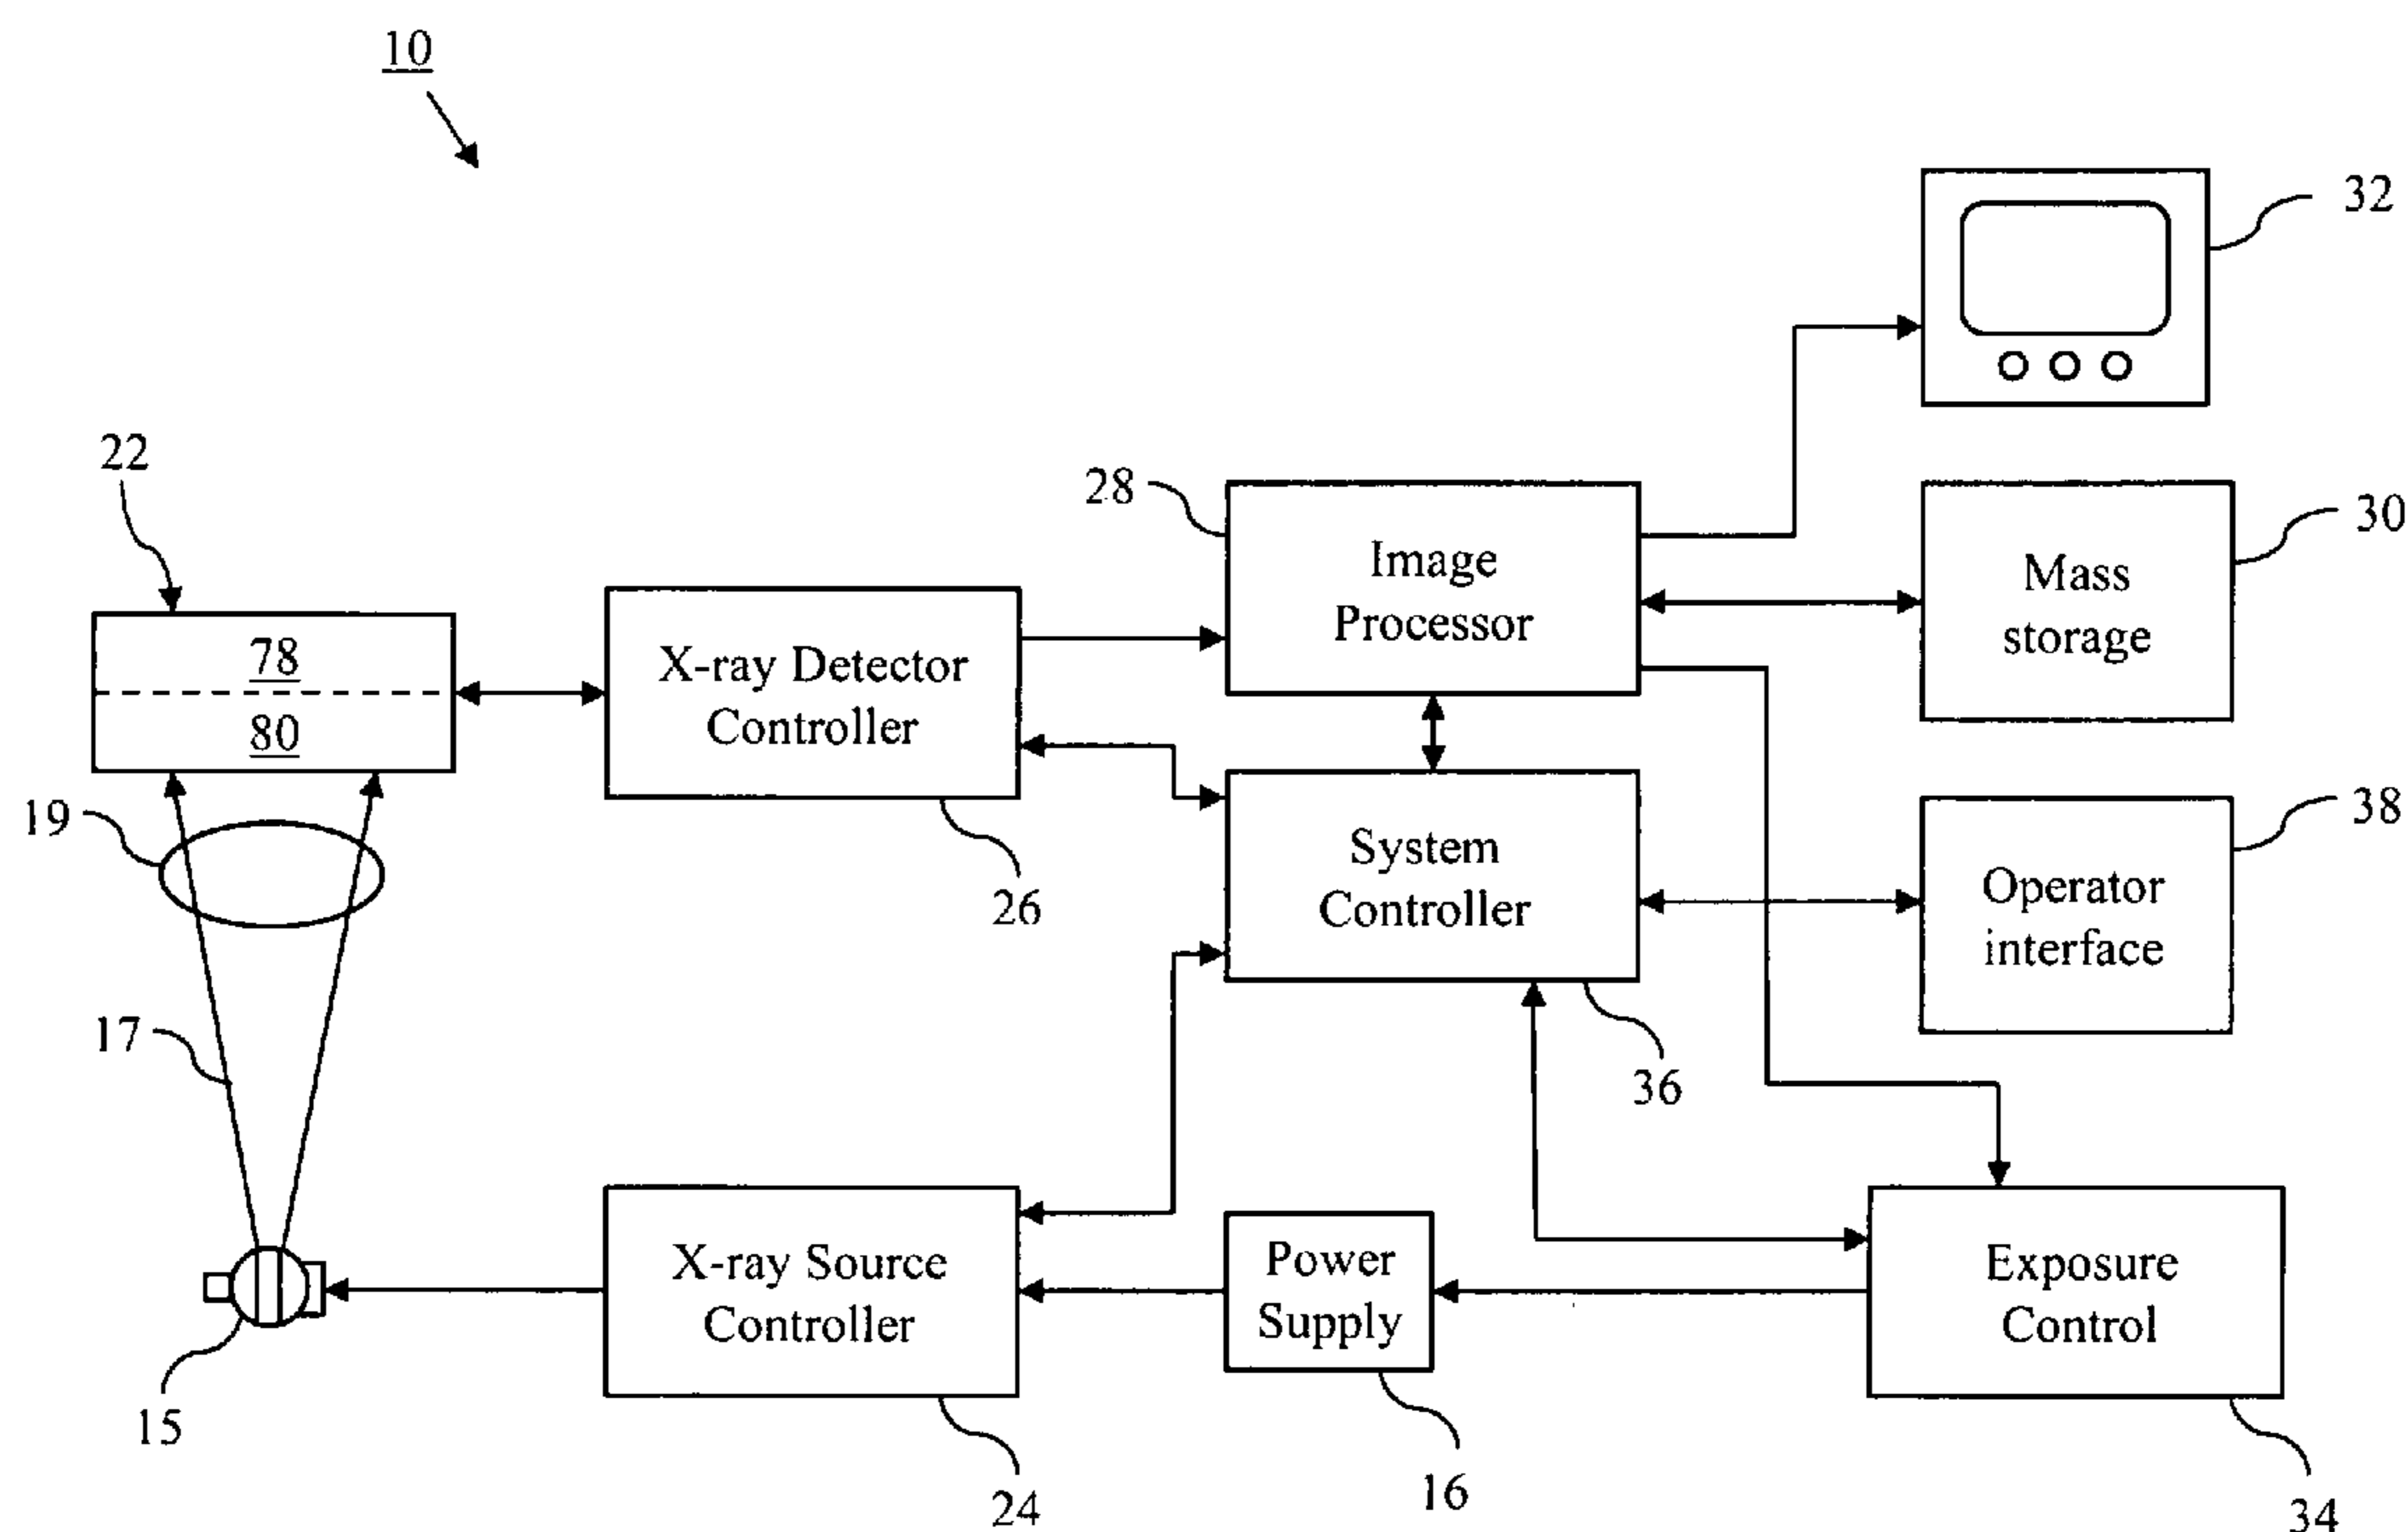 10
32
22
28
Image
Processor
30
Mass
storage
78
80
X-ray Detector
Controller
19
26
System
Controller
38
Operator
interface
17
36
X-ray Source
Controller
Power
Supply
Exposure
Control
15
24
16
34